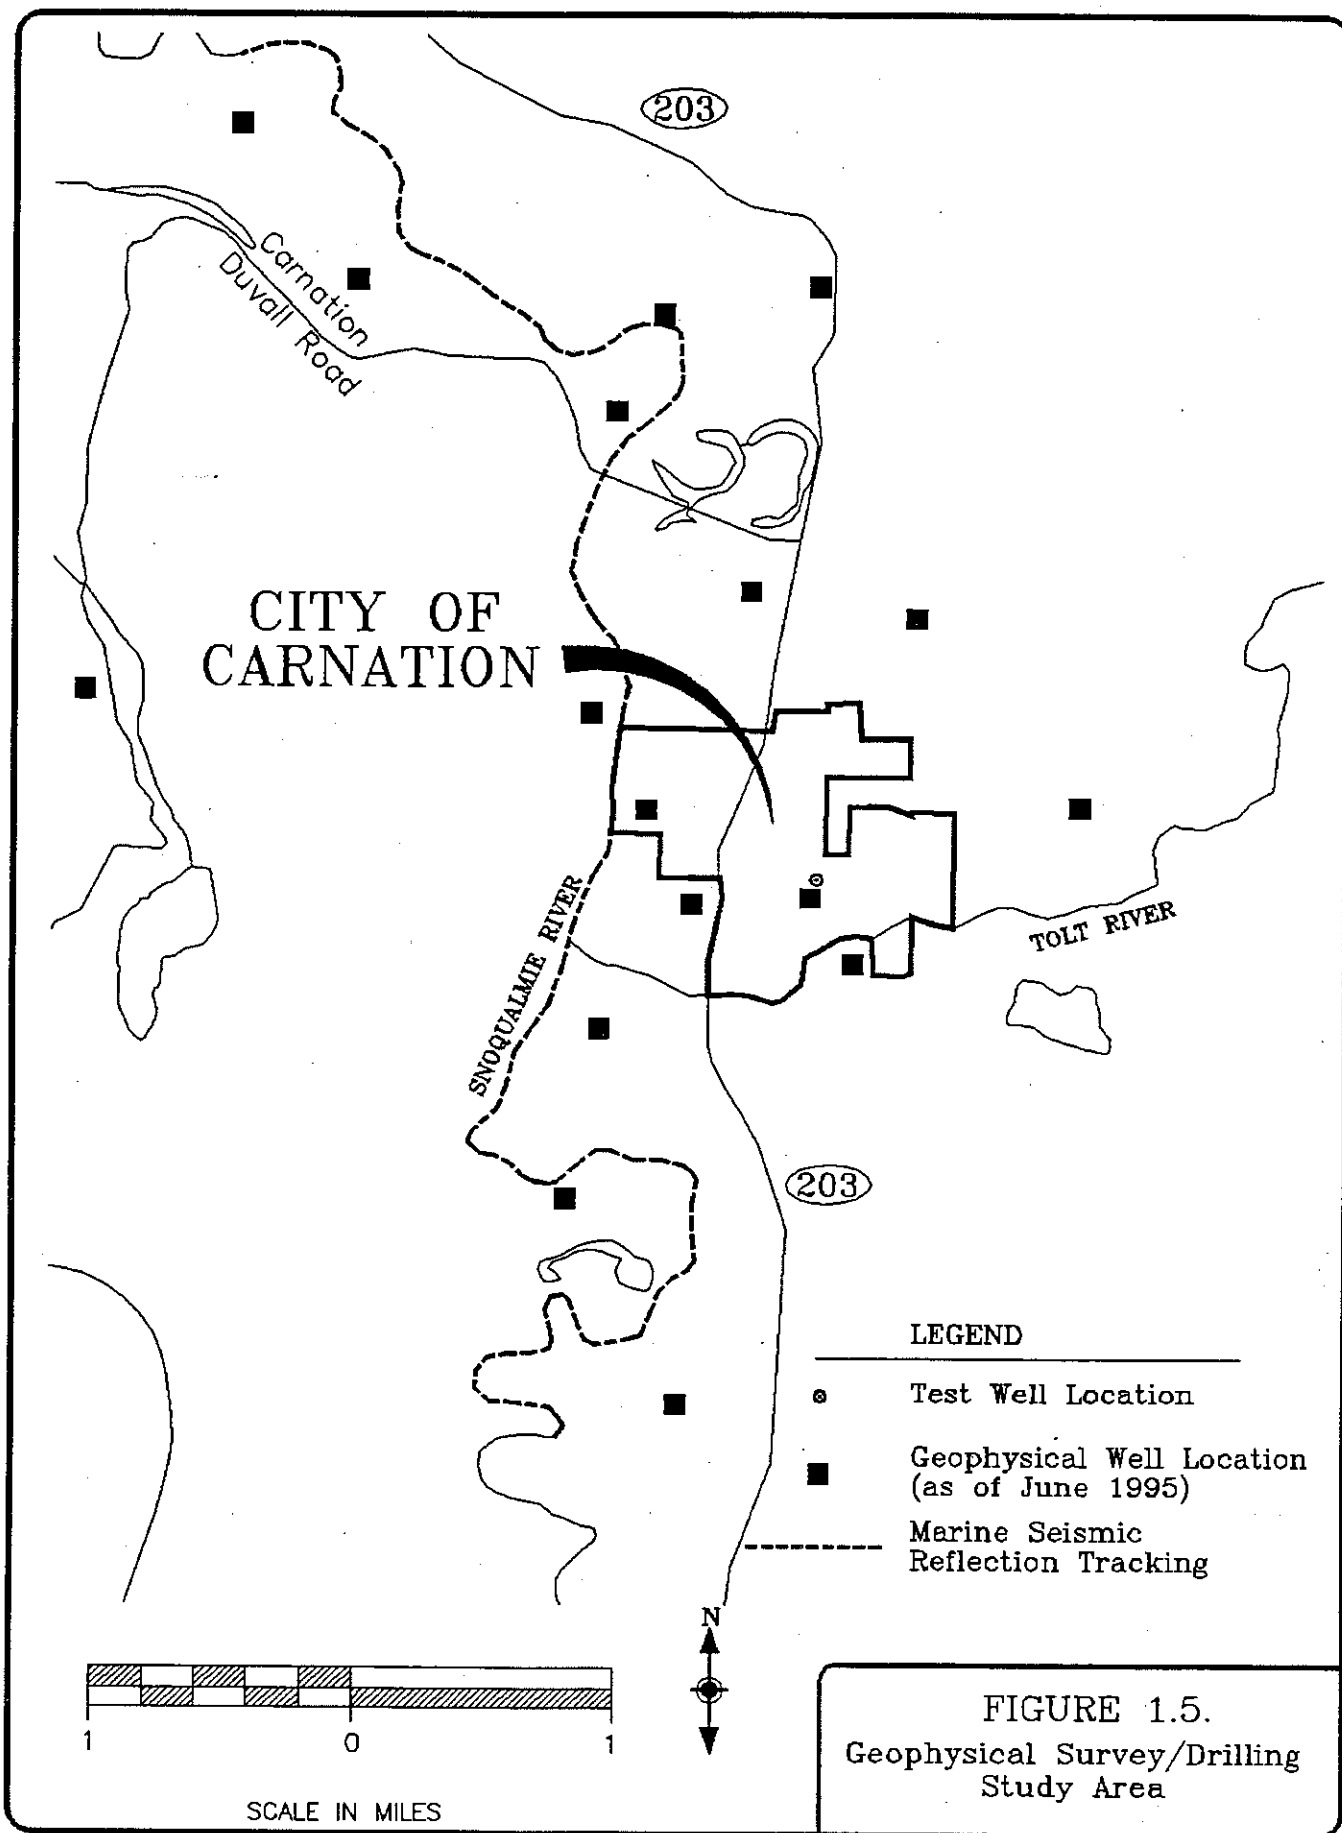 203
Carnation
Duvall Road
CITY OF
CARNATION
SNOQUALMIE RIVER
TOLT RIVER
203
LEGEND
Test Well Location
Geophysical Well Location
(as of June 1995)
Marine Seismic
Reflection Tracking
N
1 0 1
SCALE IN MILES
FIGURE 1.5.
Geophysical Survey/Drilling
Study Area